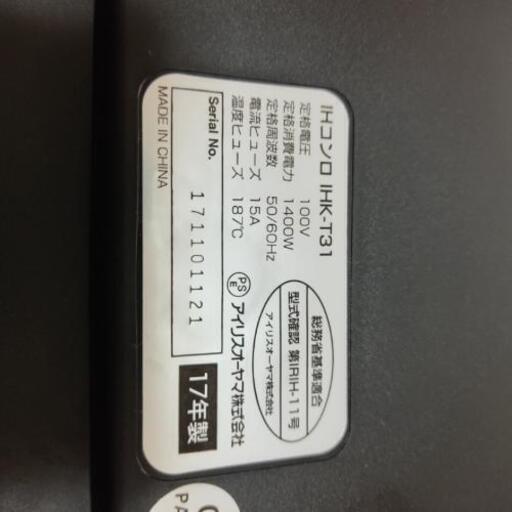 IHコンロ IHK-T31
定格電圧 100V
定格消費電力 1400W
定格周波数 50/60Hz
電流ヒューズ 15A
温度ヒューズ 187℃
総務省基準適合
型式確認 第IRIH-11号
アイリスオーヤマ株式会社
PS
E
アイリスオーヤマ株式会社
Serial No.
171101121
17年製
MADE IN CHINA